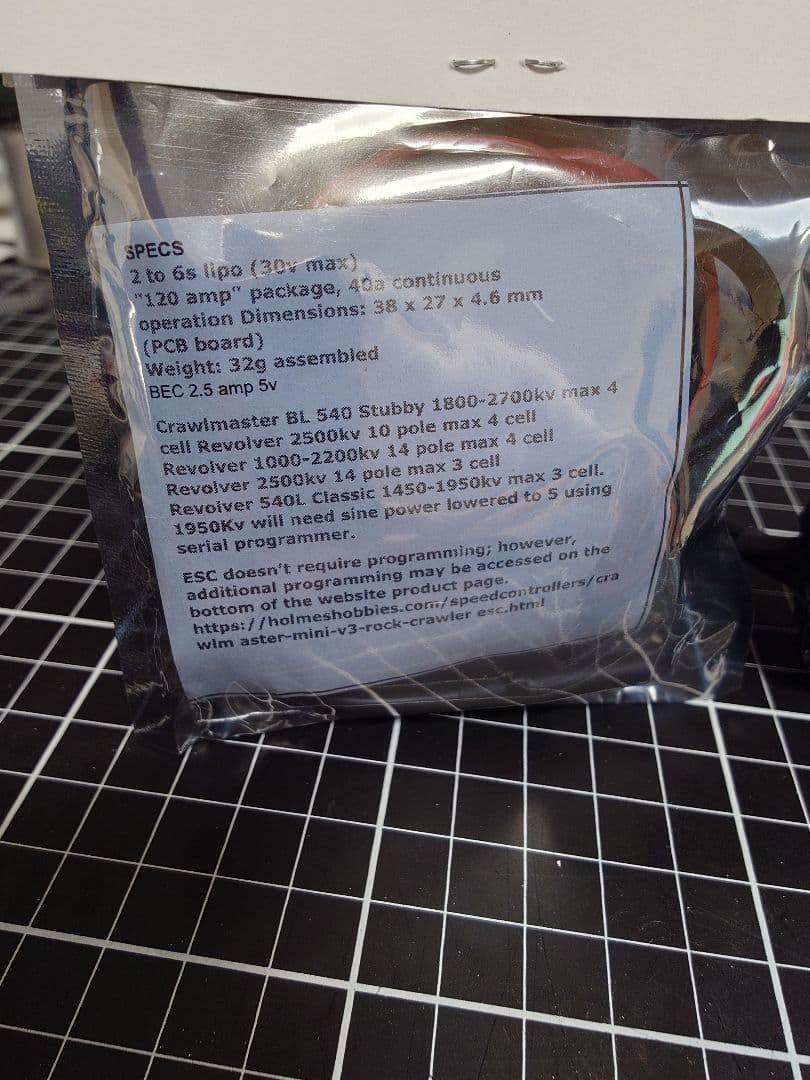 SPECS
2 to 6s lipo (30v max)
"120 amp" package, 40a continuous
operation Dimensions: 38 x 27 x 4.6 mm
(PCB board)
Weight: 32g assembled
BEC 2.5 amp 5v
Crawlmaster BL 540 Stubby 1800-2700kv max 4
cell Revolver 2500kv 10 pole max 4 cell
Revolver 1000-2200kv 14 pole max 4 cell
Revolver 2500kv 14 pole max 3 cell
Revolver 540L Classic 1450-1950kv max 3 cell.
1950Kv will need sine power lowered to 5 using
serial programmer.
ESC doesn't require programming; however,
additional programming may be accessed on the
bottom of the website product page.
https://holmeshobbies.com/speedcontrollers/cra
wlm aster-mini-v3-rock-crawler esc.html